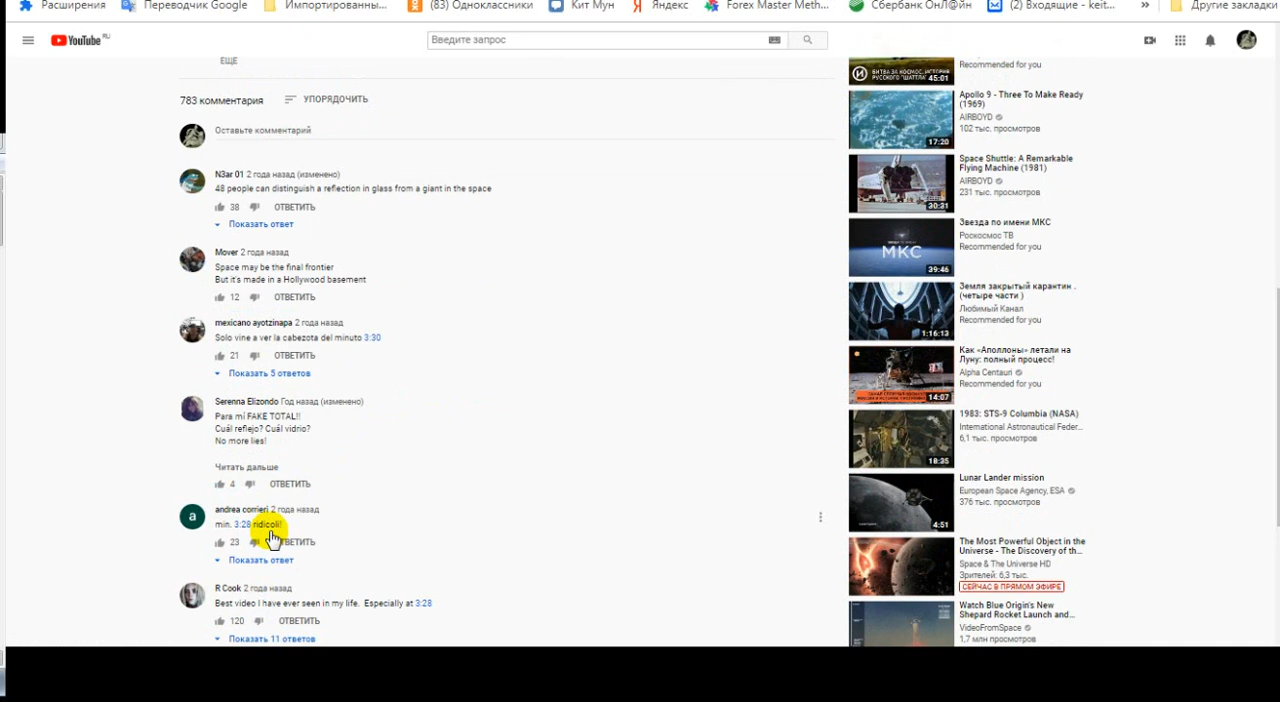 Расширения
Переводчик Google
Импортированны...
(83) Одноклассники
Кит Мун
Яндекс
Forex Master Meth...
Сбербанк ОнЛ@йн
(2) Входящие - keit...
»
Другие закладки
YouTube RU
Введите запрос
ЕЩЕ
783 комментария
УПОРЯДОЧИТЬ
Оставьте комментарий
N3ar 01 2 года назад (изменено)
48 people can distinguish a reflection in glass from a giant in the space
38 ОТВЕТИТЬ
Показать ответ
Mover 2 года назад
Space may be the final frontier
But it's made in a Hollywood basement
12 ОТВЕТИТЬ
mexicano ayotzinapa 2 года назад
Solo vine a ver la cabezota del minuto 3:30
21 ОТВЕТИТЬ
Показать 5 ответов
Serenna Elizondo Год назад (изменено)
Para mí FAKE TOTAL!!
Cuál reflejo? Cuál vidrio?
No more lies!
Читать дальше
4 ОТВЕТИТЬ
a
andrea corrieri 2 года назад
min. 3:28 ridicoli!
23 ОТВЕТИТЬ
Показать ответ
R Cook 2 года назад
Best video I have ever seen in my life. Especially at 3:28
120 ОТВЕТИТЬ
Показать 11 ответов
БИТВА ЗА КОСМОС. ИСТОРИЯ
РУССКОГО "ШАТТЛА"
45:01
Recommended for you
Apollo 9 - Three To Make Ready
(1969)
AIRBOYD
102 тыс. просмотров
17:20
Space Shuttle: A Remarkable
Flying Machine (1981)
AIRBOYD
231 тыс. просмотров
30:31
Звезда по имени МКС
Роскосмос ТВ
Recommended for you
МКС
39:46
Земля закрытый карантин .
(четыре части )
Любимый Канал
Recommended for you
1:16:13
Как «Аполлоны» летали на
Луну: полный процесс!
Alpha Centauri
Recommended for you
14:07
1983: STS-9 Columbia (NASA)
International Astronautical Feder...
6,1 тыс. просмотров
18:35
Lunar Lander mission
European Space Agency, ESA
376 тыс. просмотров
4:51
The Most Powerful Object in the
Universe - The Discovery of th...
Space & The Universe HD
Зрителей: 6,3 тыс.
СЕЙЧАС В ПРЯМОМ ЭФИРЕ
Watch Blue Origin's New
Shepard Rocket Launch and...
VideoFromSpace
1,7 млн просмотров